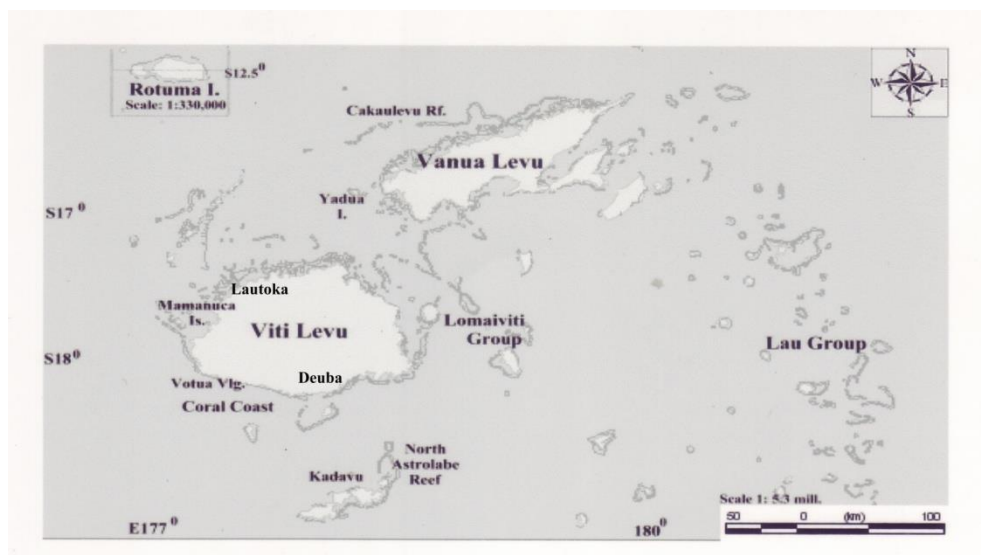 N
W E
S
S12.5⁰
Rotuma I.
Scale: 1:330,000
Cakaulevu Rf.
Vanua Levu
Yadua
I.
S17⁰
Lautoka
Mamanuca
Is.
Viti Levu
Lomaiviti
Group
Lau Group
S18⁰
Votua Vlg.
Deuba
Coral Coast
North
Astrolabe
Reef
Kadavu
E177⁰
180⁰
Scale 1: 5.3 mill.
50 0 (km) 100